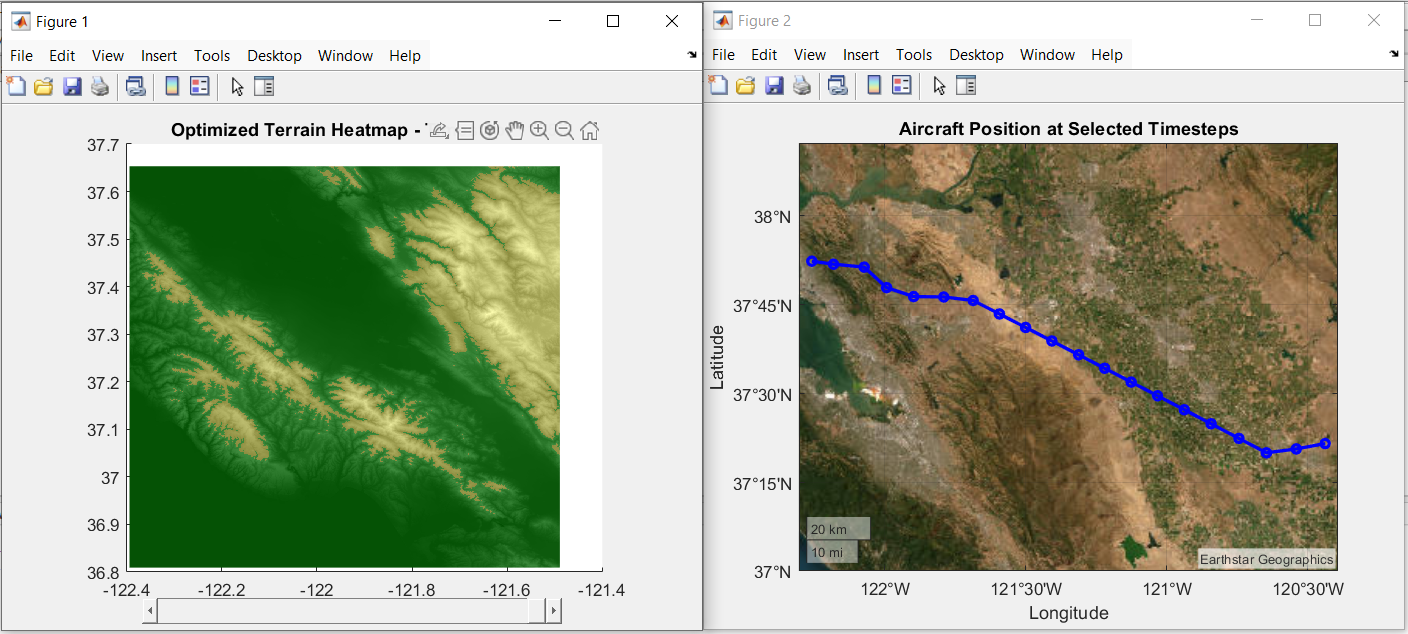 Figure 1
File Edit View Insert Tools Desktop Window Help
Optimized Terrain Heatmap -
37.7
37.6
37.5
37.4
37.3
37.2
37.1
37
36.9
36.8
-122.4 -122.2 -122 -121.8 -121.6 -121.4
Figure 2
File Edit View Insert Tools Desktop Window Help
Aircraft Position at Selected Timesteps
38°N
37°45'N
37°30'N
37°15'N
37°N
Latitude
20 km
10 mi
Earthstar Geographics
122°W 121°30'W 121°W 120°30'W
Longitude